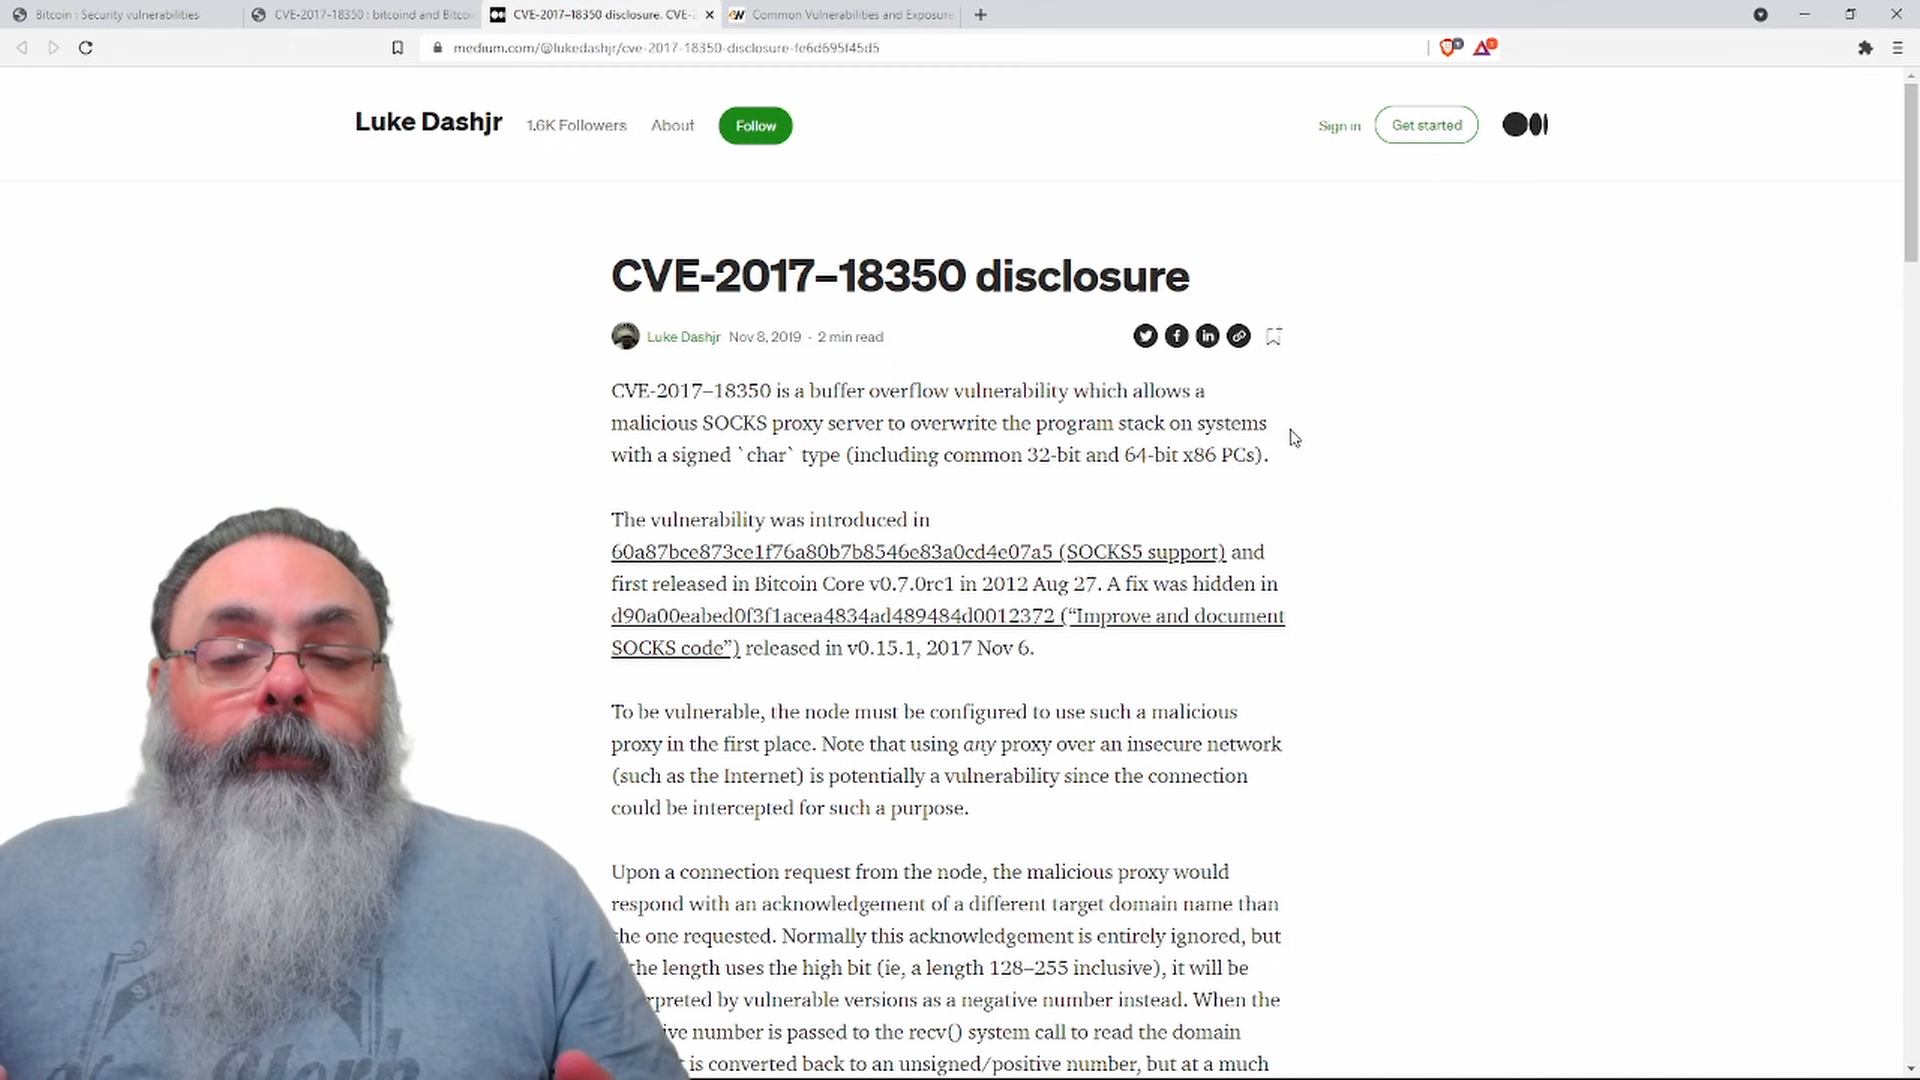 Bitcoin : Security vulnerabilities
CVE-2017-18350 : bitcoind and Bitco
CVE-2017–18350 disclosure. CVE-2
Common Vulnerabilities and Exposure
medium.com/@lukedashjr/cve-2017-18350-disclosure-fe6d695f45d5
Luke Dashjr
1.6K Followers
About
Follow
Sign in
Get started
CVE-2017–18350 disclosure
Luke Dashjr Nov 8, 2019 · 2 min read
CVE-2017–18350 is a buffer overflow vulnerability which allows a
malicious SOCKS proxy server to overwrite the program stack on systems
with a signed `char` type (including common 32-bit and 64-bit x86 PCs).
The vulnerability was introduced in
60a87bce873ce1f76a80b7b8546e83a0cd4e07a5 (SOCKS5 support) and
first released in Bitcoin Core v0.7.0rc1 in 2012 Aug 27. A fix was hidden in
d90a00eabed0f3f1acea4834ad489484d0012372 (“Improve and document
SOCKS code”) released in v0.15.1, 2017 Nov 6.
To be vulnerable, the node must be configured to use such a malicious
proxy in the first place. Note that using any proxy over an insecure network
(such as the Internet) is potentially a vulnerability since the connection
could be intercepted for such a purpose.
Upon a connection request from the node, the malicious proxy would
respond with an acknowledgement of a different target domain name than
the one requested. Normally this acknowledgement is entirely ignored, but
the length uses the high bit (ie, a length 128–255 inclusive), it will be
rpreted by vulnerable versions as a negative number instead. When the
ive number is passed to the recv() system call to read the domain
is converted back to an unsigned/positive number, but at a much